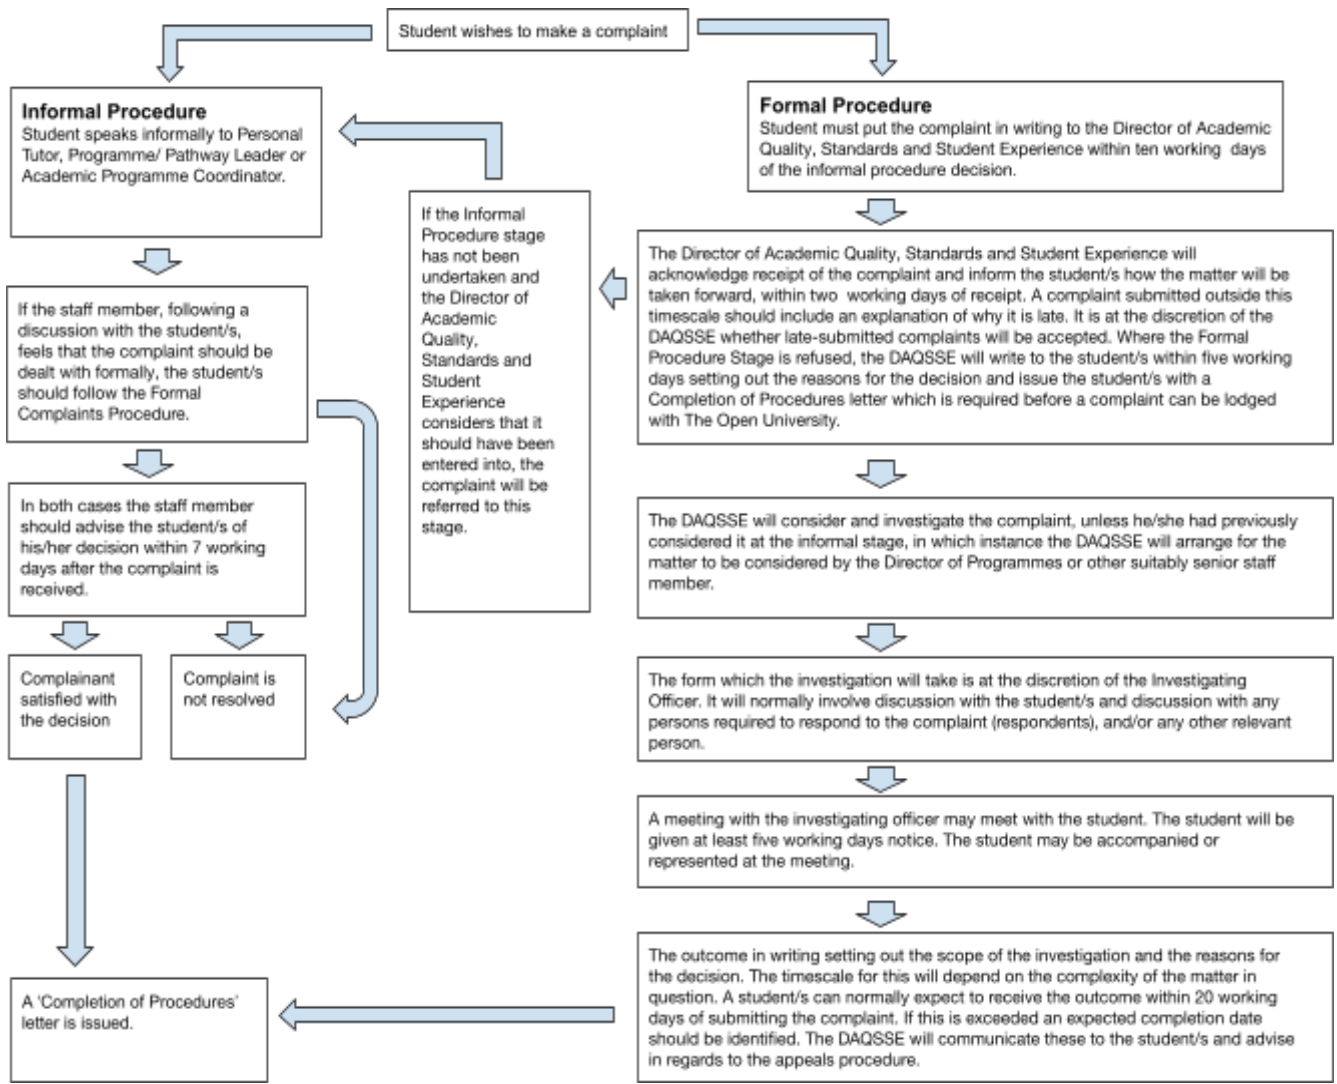 Student wishes to make a complaint
Informal Procedure
Student speaks informally to Personal
Tutor, Programme/ Pathway Leader or
Academic Programme Coordinator.
If the staff member, following a
discussion with the student/s,
feels that the complaint should be
dealt with formally, the student/s
should follow the Formal
Complaints Procedure.
In both cases the staff member
should advise the student/s of
his/her decision within 7 working
days after the complaint is
received.
Complainant
satisfied with
the decision
Complaint is
not resolved
A 'Completion of Procedures'
letter is issued.
If the Informal
Procedure stage
has not been
undertaken and
the Director of
Academic
Quality,
Standards and
Student
Experience
considers that it
should have been
entered into, the
complaint will be
referred to this
stage.
Formal Procedure
Student must put the complaint in writing to the Director of Academic
Quality, Standards and Student Experience within ten working days
of the informal procedure decision.
The Director of Academic Quality, Standards and Student Experience will
acknowledge receipt of the complaint and inform the student/s how the matter will be
taken forward, within two working days of receipt. A complaint submitted outside this
timescale should include an explanation of why it is late. It is at the discretion of the
DAQSSE whether late-submitted complaints will be accepted. Where the Formal
Procedure Stage is refused, the DAQSSE will write to the student/s within five working
days setting out the reasons for the decision and issue the student/s with a
Completion of Procedures letter which is required before a complaint can be lodged
with The Open University.
The DAQSSE will consider and investigate the complaint, unless he/she had previously
considered it at the informal stage, in which instance the DAQSSE will arrange for the
matter to be considered by the Director of Programmes or other suitably senior staff
member.
The form which the investigation will take is at the discretion of the Investigating
Officer. It will normally involve discussion with the student/s and discussion with any
persons required to respond to the complaint (respondents), and/or any other relevant
person.
A meeting with the investigating officer may meet with the student. The student will be
given at least five working days notice. The student may be accompanied or
represented at the meeting.
The outcome in writing setting out the scope of the investigation and the reasons for
the decision. The timescale for this will depend on the complexity of the matter in
question. A student/s can normally expect to receive the outcome within 20 working
days of submitting the complaint. If this is exceeded an expected completion date
should be identified. The DAQSSE will communicate these to the student/s and advise
in regards to the appeals procedure.